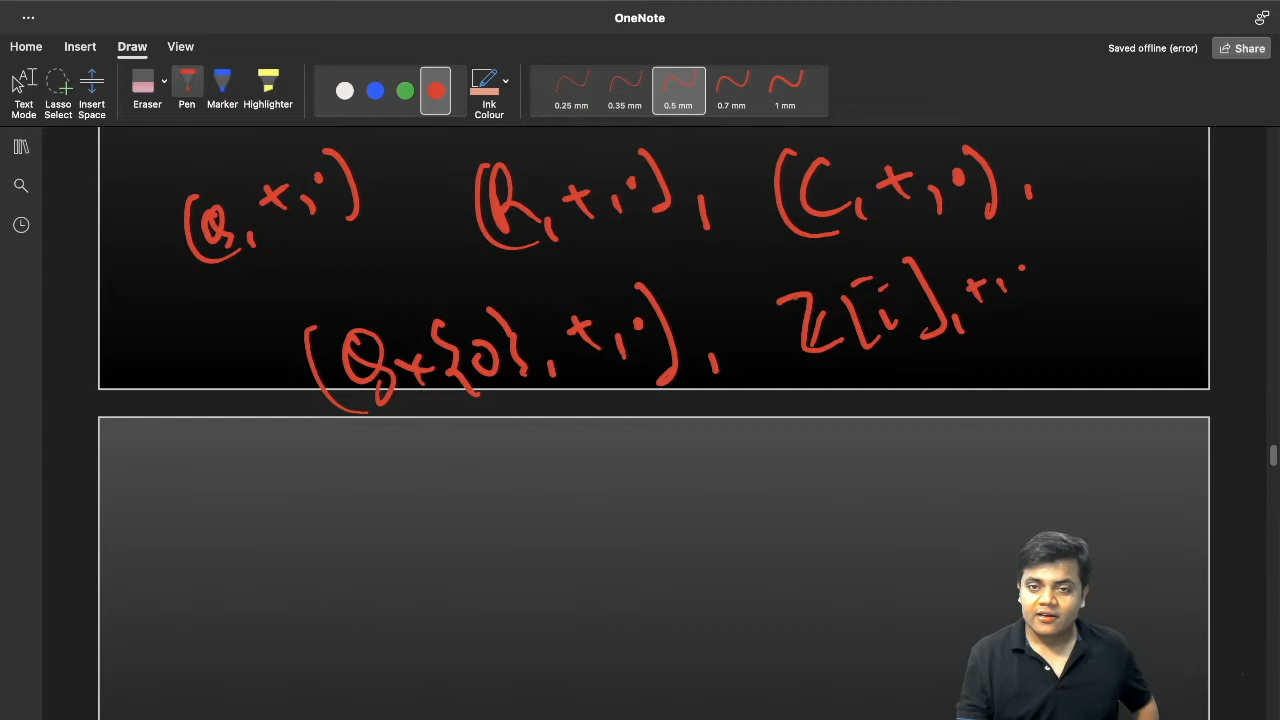 OneNote
Home Insert Draw View
Saved offline (error) Share
Text Mode Lasso Select Insert Space Eraser Pen Marker Highlighter Ink Colour 0.25 mm 0.35 mm 0.5 mm 0.7 mm 1 mm
(Q, +, ·) (R, +, ·), (C, +, ·),
(Q × {0}, +, ·), Z[i], +, ·